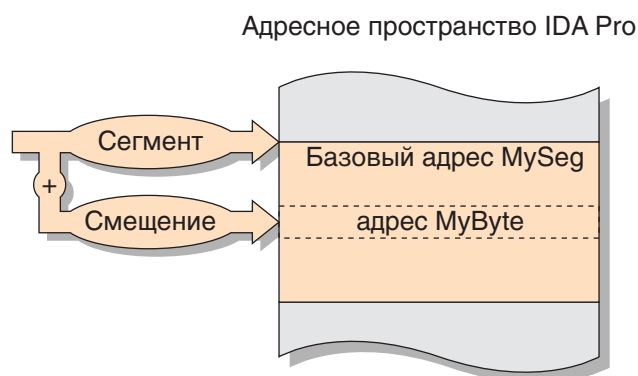 Адресное пространство IDA Pro
Сегмент
Базовый адрес MySeg
+
Смещение
адрес MyByte